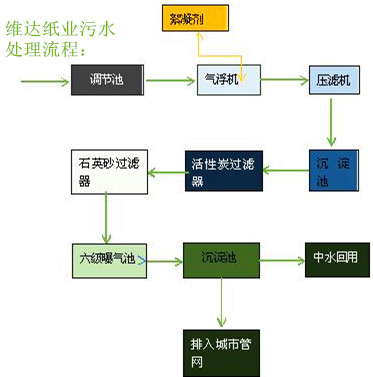 絮凝剂
维达纸业污水
处理流程：
调节池
气浮机
压滤机
石英砂过滤
器
活性炭过滤
器
沉淀
池
六级曝气池
沉淀池
中水回用
排入城市管
网